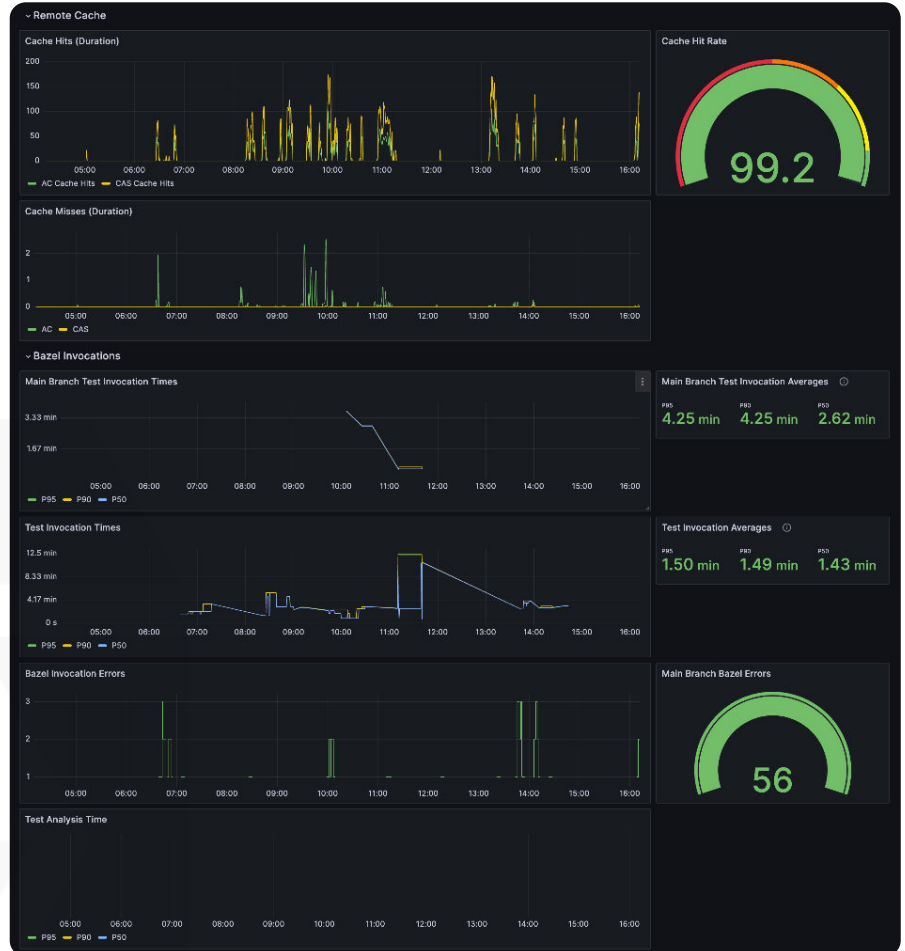 Remote Cache
Cache Hits (Duration)
200
150
100
50
0
05:00 06:00 07:00 08:00 09:00 10:00 11:00 12:00 13:00 14:00 15:00 16:00
AC Cache Hits CAS Cache Hits
Cache Hit Rate
99.2
Cache Misses (Duration)
2
1
0
05:00 06:00 07:00 08:00 09:00 10:00 11:00 12:00 13:00 14:00 15:00 16:00
AC CAS
Bazel Invocations
Main Branch Test Invocation Times
3.33 min
1.67 min
05:00 06:00 07:00 08:00 09:00 10:00 11:00 12:00 13:00 14:00 15:00 16:00
P95 P90 P50
Main Branch Test Invocation Averages
P95 P90 P50
4.25 min 4.25 min 2.62 min
Test Invocation Times
12.5 min
8.33 min
4.17 min
0 s
05:00 06:00 07:00 08:00 09:00 10:00 11:00 12:00 13:00 14:00 15:00 16:00
P95 P90 P50
Test Invocation Averages
P95 P90 P50
1.50 min 1.49 min 1.43 min
Bazel Invocation Errors
3
2
1
05:00 06:00 07:00 08:00 09:00 10:00 11:00 12:00 13:00 14:00 15:00 16:00
Main Branch Bazel Errors
56
Test Analysis Time
05:00 06:00 07:00 08:00 09:00 10:00 11:00 12:00 13:00 14:00 15:00 16:00
P95 P90 P50